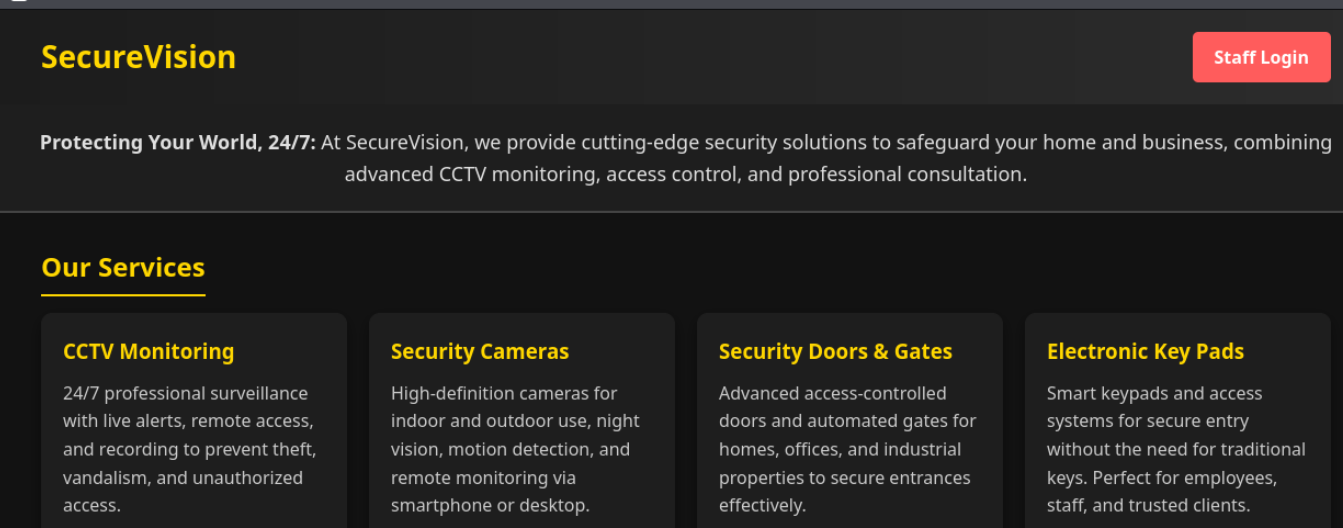 SecureVision
Staff Login
Protecting Your World, 24/7: At SecureVision, we provide cutting-edge security solutions to safeguard your home and business, combining
advanced CCTV monitoring, access control, and professional consultation.
Our Services
CCTV Monitoring
24/7 professional surveillance
with live alerts, remote access,
and recording to prevent theft,
vandalism, and unauthorized
access.
Security Cameras
High-definition cameras for
indoor and outdoor use, night
vision, motion detection, and
remote monitoring via
smartphone or desktop.
Security Doors & Gates
Advanced access-controlled
doors and automated gates for
homes, offices, and industrial
properties to secure entrances
effectively.
Electronic Key Pads
Smart keypads and access
systems for secure entry
without the need for traditional
keys. Perfect for employees,
staff, and trusted clients.